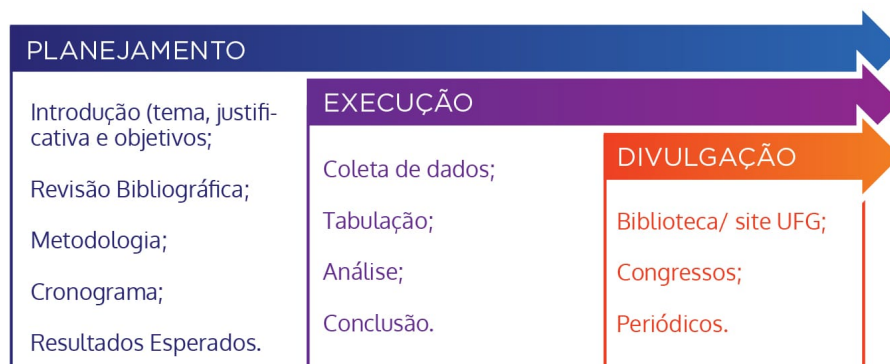 PLANEJAMENTO
Introdução (tema, justifi-
cativa e objetivos;
Revisão Bibliográfica;
Metodologia;
Cronograma;
Resultados Esperados.
EXECUÇÃO
Coleta de dados;
Tabulação;
Análise;
Conclusão.
DIVULGAÇÃO
Biblioteca/ site UFG;
Congressos;
Periódicos.